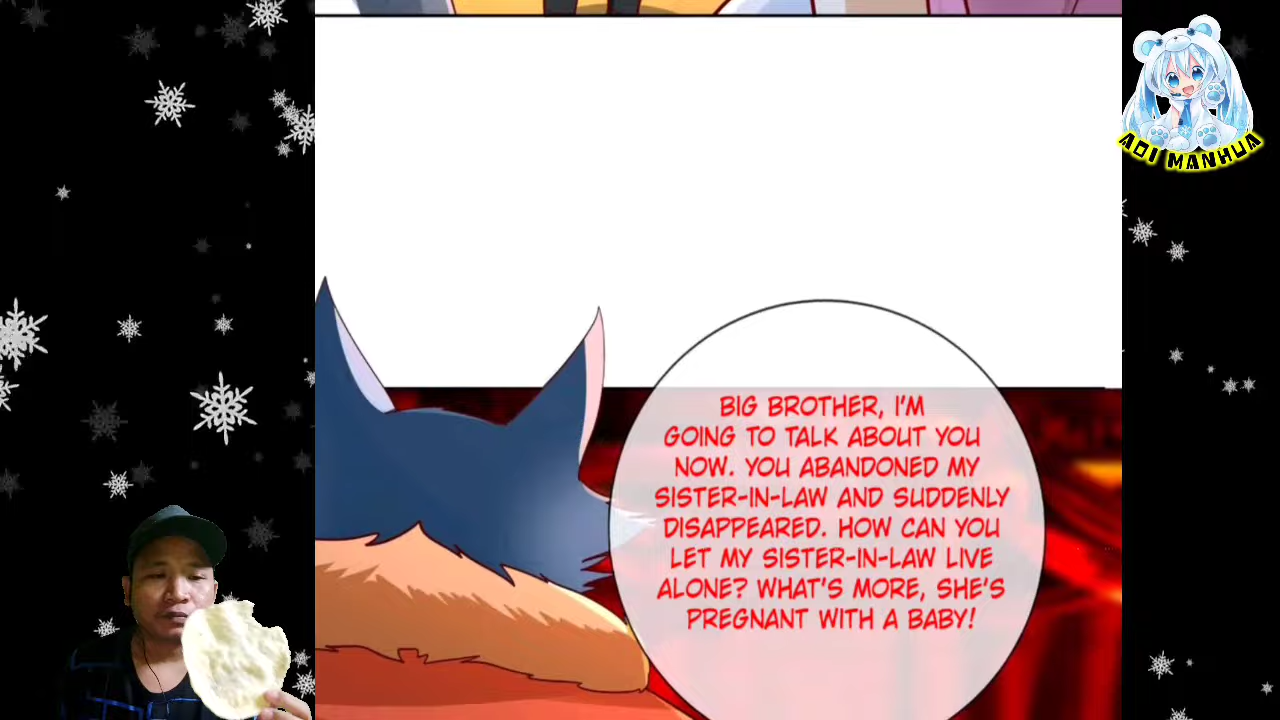 AOI MANHUA
BIG BROTHER, I'M
GOING TO TALK ABOUT YOU
NOW. YOU ABANDONED MY
SISTER-IN-LAW AND SUDDENLY
DISAPPEARED. HOW CAN YOU
LET MY SISTER-IN-LAW LIVE
ALONE? WHAT'S MORE, SHE'S
PREGNANT WITH A BABY!